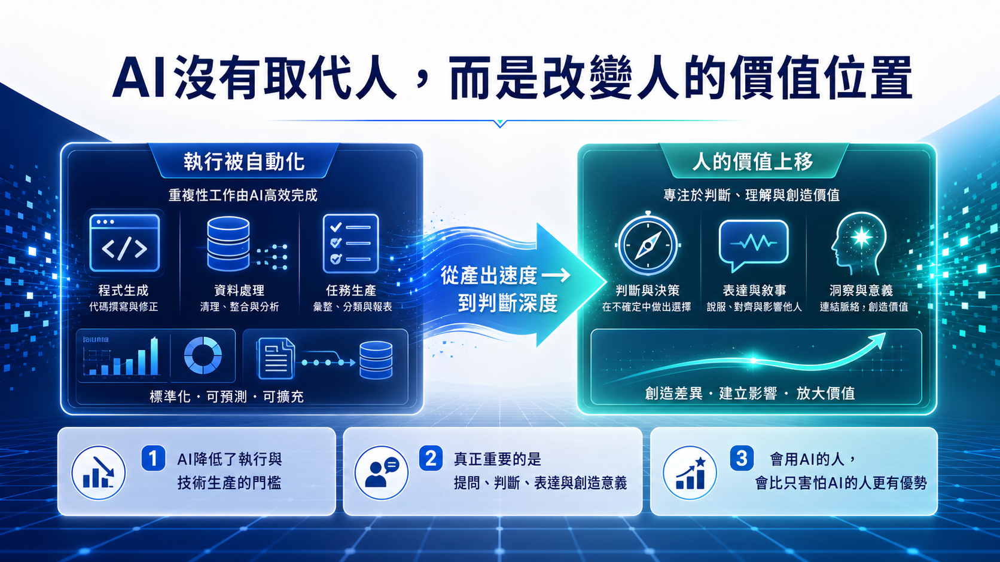 AI沒有取代人，而是改變人的價值位置
執行被自動化
重複性工作由AI高效完成
程式生成
代碼撰寫與修正
資料處理
清理、整合與分析
任務生產
彙整、分類與報表
標準化・可預測・可擴充
從產出速度→
到判斷深度
人的價值上移
專注於判斷、理解與創造價值
判斷與決策
在不確定中做出選擇
表達與敘事
說服、對齊與影響他人
洞察與意義
連結脈絡，創造價值
創造差異・建立影響・放大價值
1
AI降低了執行與
技術生產的門檻
2
真正重要的是
提問、判斷、表達與創造意義
3
會用AI的人，
會比只害怕AI的人更有優勢